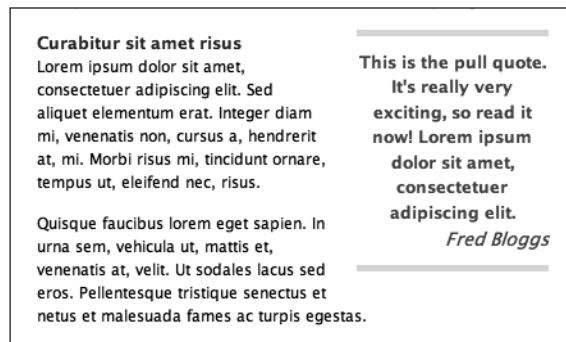 Curabitur sit amet risus
Lorem ipsum dolor sit amet,
consectetuer adipiscing elit. Sed
aliquet elementum erat. Integer diam
mi, venenatis non, cursus a, hendrerit
at, mi. Morbi risus mi, tincidunt ornare,
tempus ut, eleifend nec, risus.
Quisque faucibus lorem eget sapien. In
urna sem, vehicula ut, mattis et,
venenatis at, velit. Ut sodales lacus sed
eros. Pellentesque tristique senectus et
netus et malesuada fames ac turpis egestas.
This is the pull quote.
It's really very
exciting, so read it
now! Lorem ipsum
dolor sit amet,
consectetuer
adipiscing elit.
Fred Bloggs